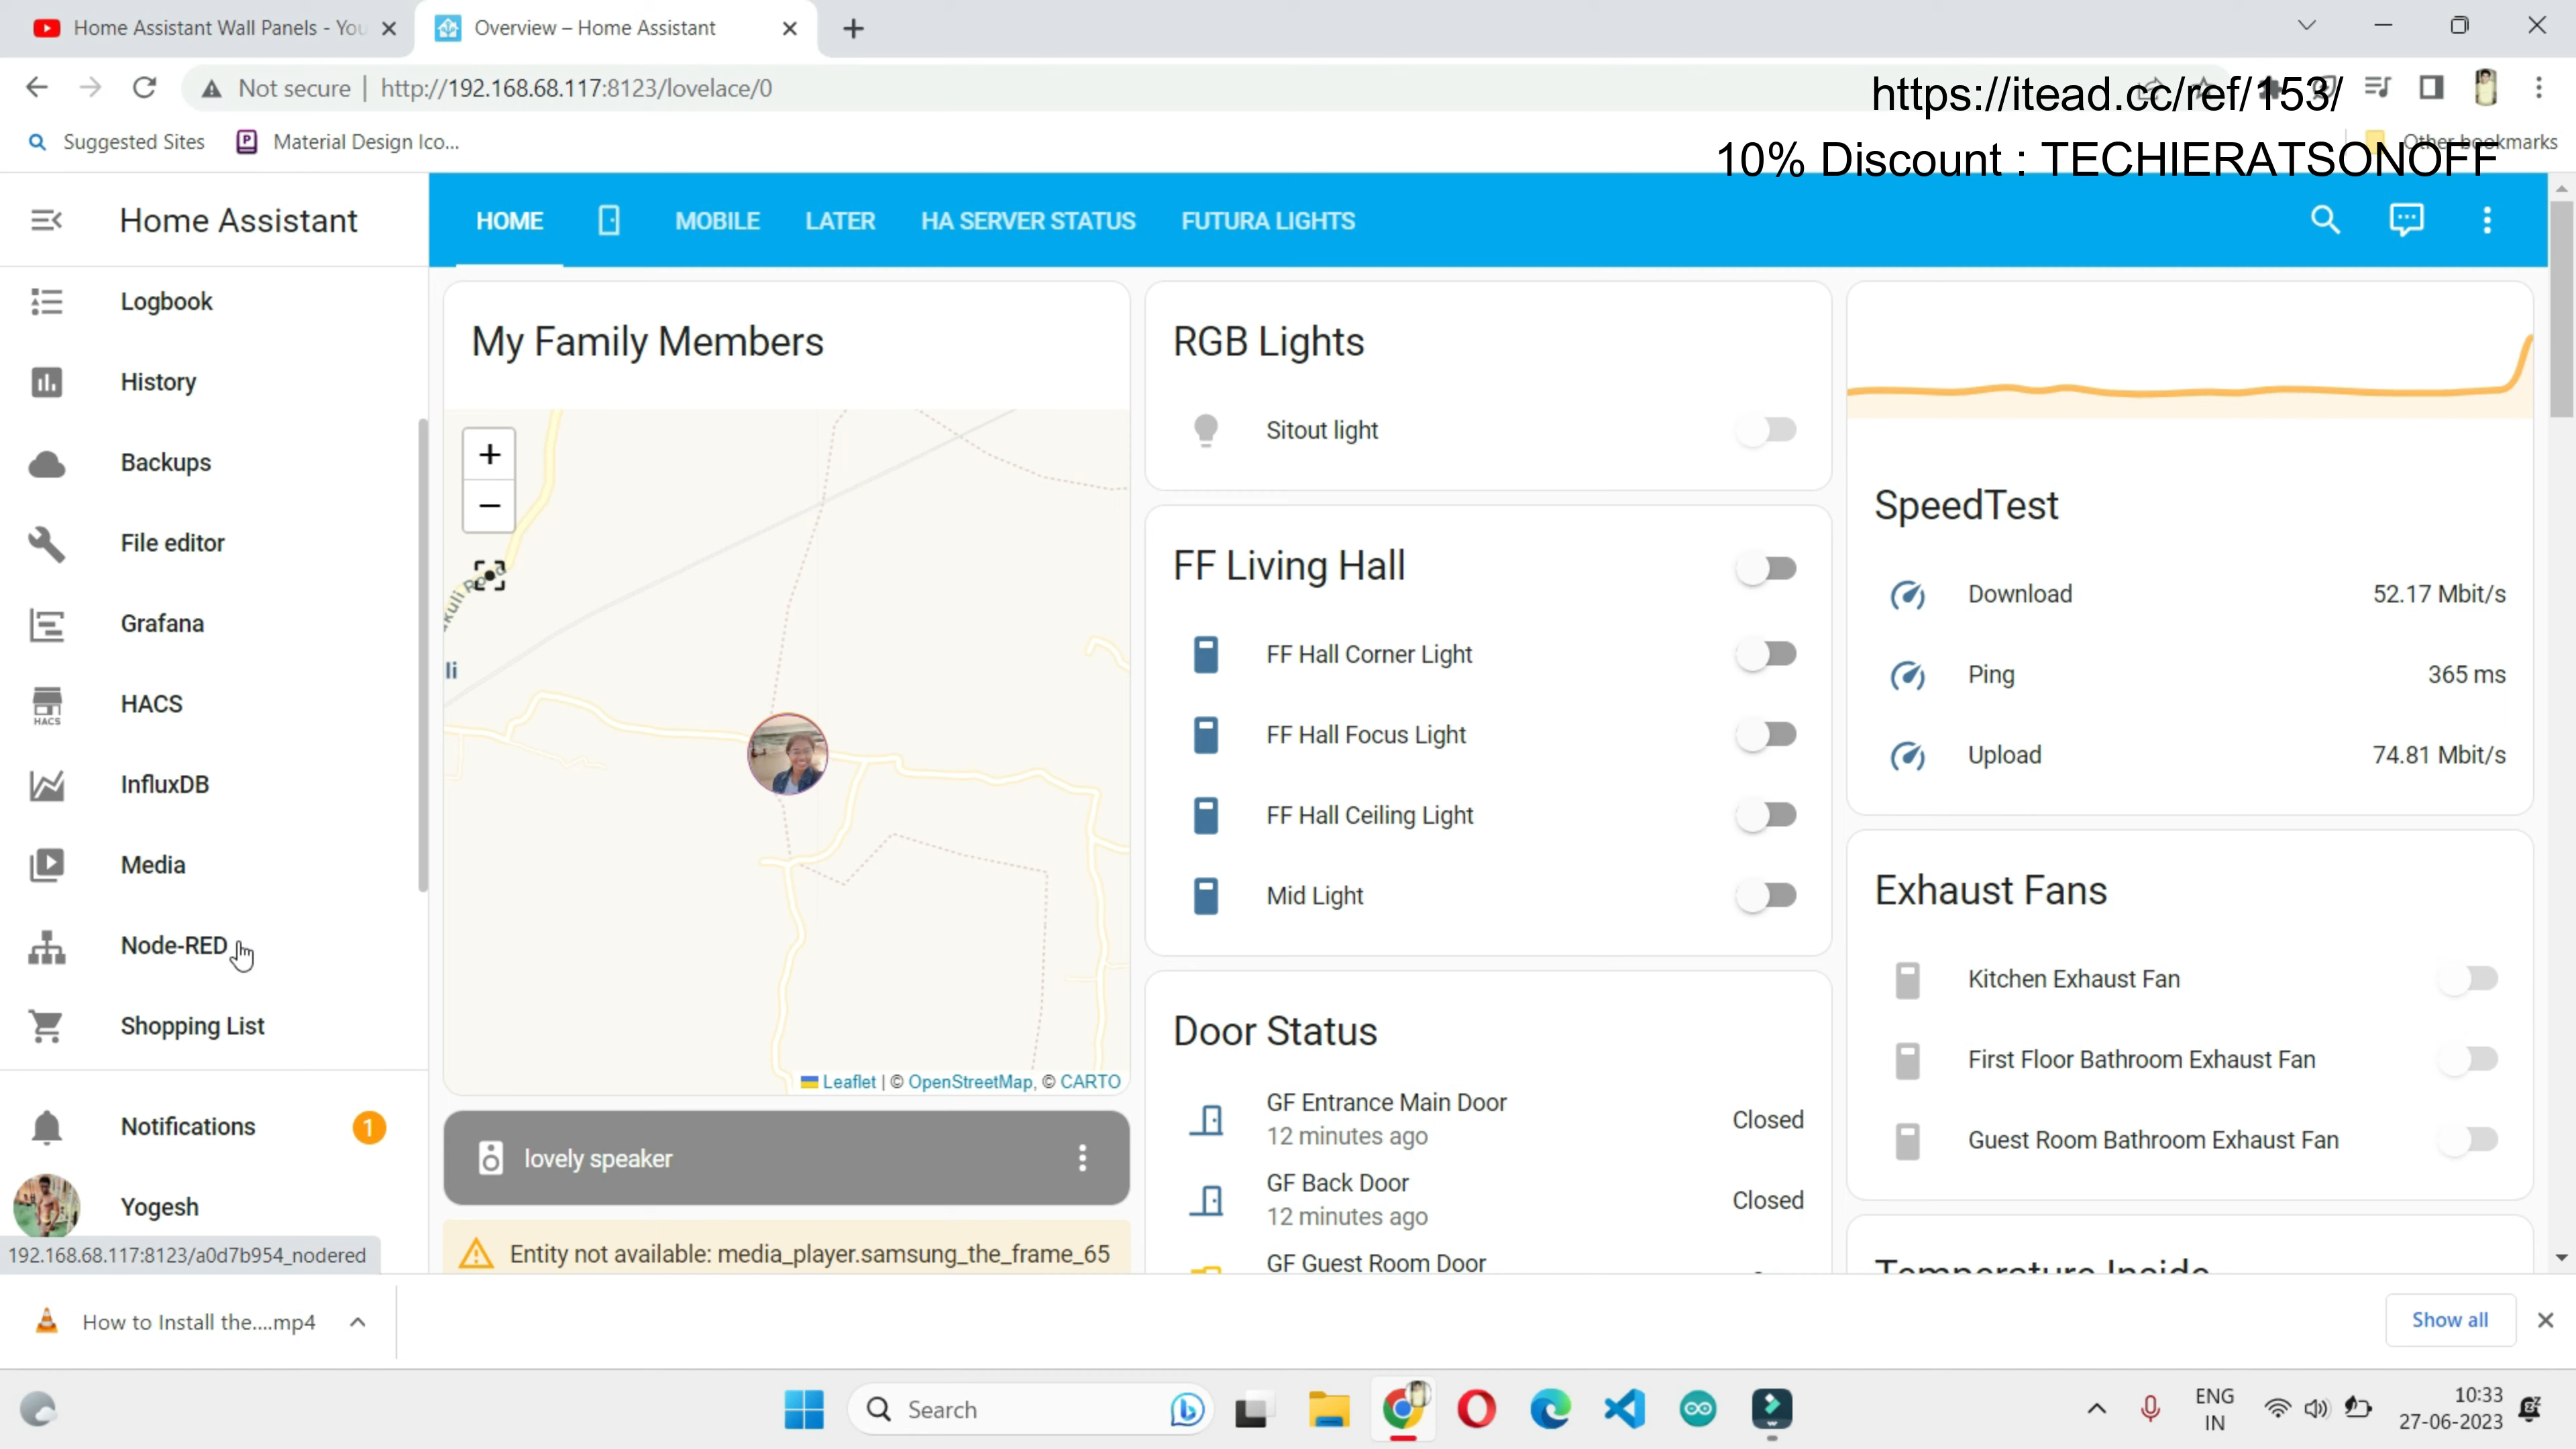 Home Assistant Wall Panels - You
Overview – Home Assistant
Not secure
http://192.168.68.117:8123/lovelace/0
https://itead.cc/ref/153/
Suggested Sites
Material Design Ico...
Other bookmarks
10% Discount : TECHIERATSONOFF
Home Assistant
HOME
MOBILE
LATER
HA SERVER STATUS
FUTURA LIGHTS
Logbook
History
Backups
File editor
Grafana
HACS
HACS
InfluxDB
Media
Node-RED
Shopping List
Notifications
1
Yogesh
192.168.68.117:8123/a0d7b954_nodered
My Family Members
+
−
li
Leaflet | © OpenStreetMap, © CARTO
lovely speaker
Entity not available: media_player.samsung_the_frame_65
RGB Lights
Sitout light
FF Living Hall
FF Hall Corner Light
FF Hall Focus Light
FF Hall Ceiling Light
Mid Light
Door Status
GF Entrance Main Door
12 minutes ago
Closed
GF Back Door
12 minutes ago
Closed
GF Guest Room Door
SpeedTest
Download
52.17 Mbit/s
Ping
365 ms
Upload
74.81 Mbit/s
Exhaust Fans
Kitchen Exhaust Fan
First Floor Bathroom Exhaust Fan
Guest Room Bathroom Exhaust Fan
Temperature Inside
How to Install the....mp4
Show all
Search
ENG
IN
10:33
27-06-2023